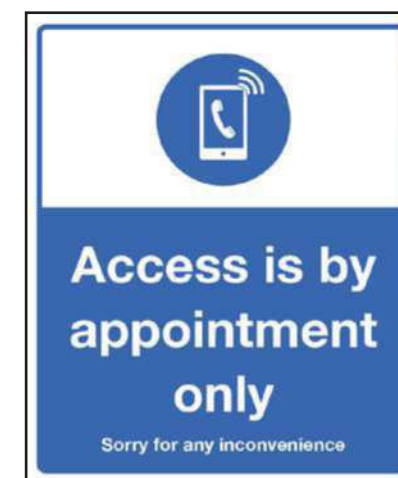 Access is by
appointment
only
Sorry for any inconvenience